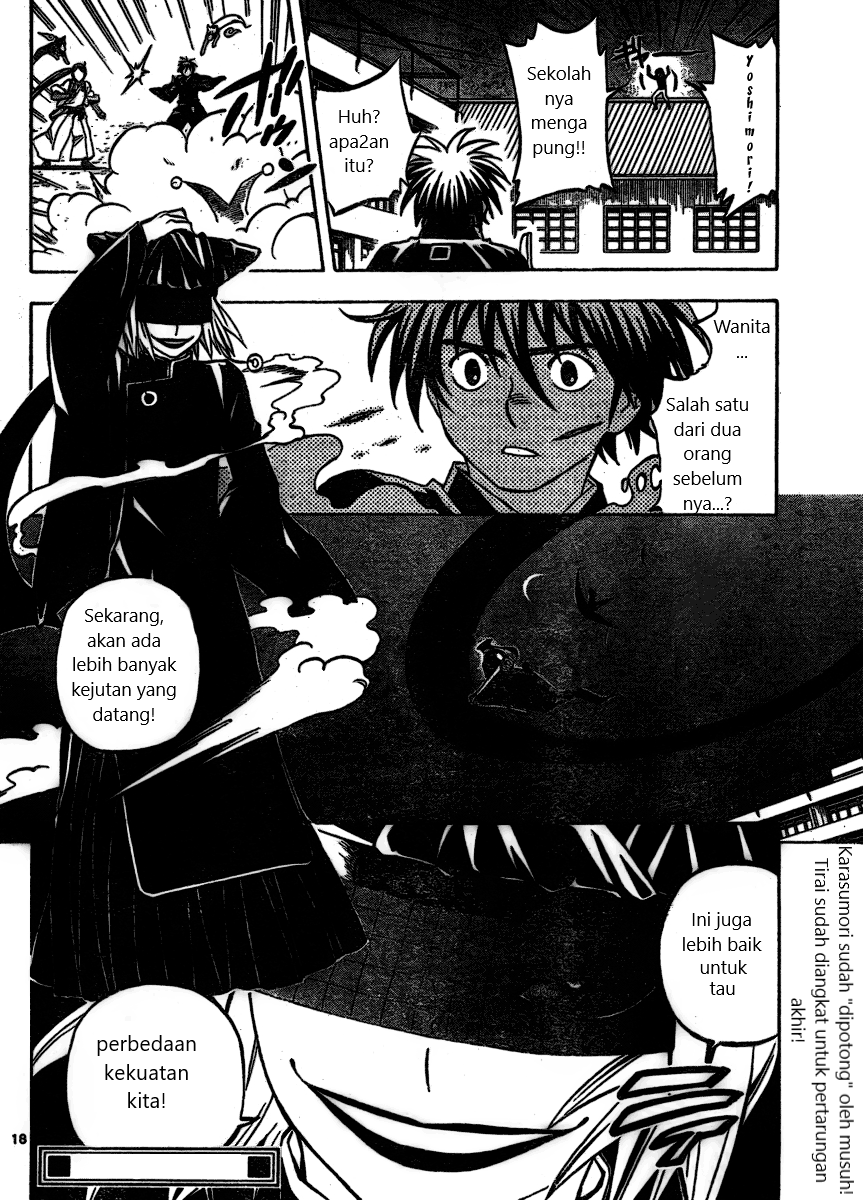 Yoshimori!
Sekolah
nya
menga
pung!!
Huh?
apa2an
itu?
Wanita
...
Salah satu
dari dua
orang
sebelum
nya...?
Sekarang,
akan ada
lebih banyak
kejutan yang
datang!
Ini juga
lebih baik
untuk
tau
perbedaan
kekuatan
kita!
Karasumori sudah "dipotong" oleh musuh!
Tirai sudah diangkat untuk pertarungan
akhir!
18